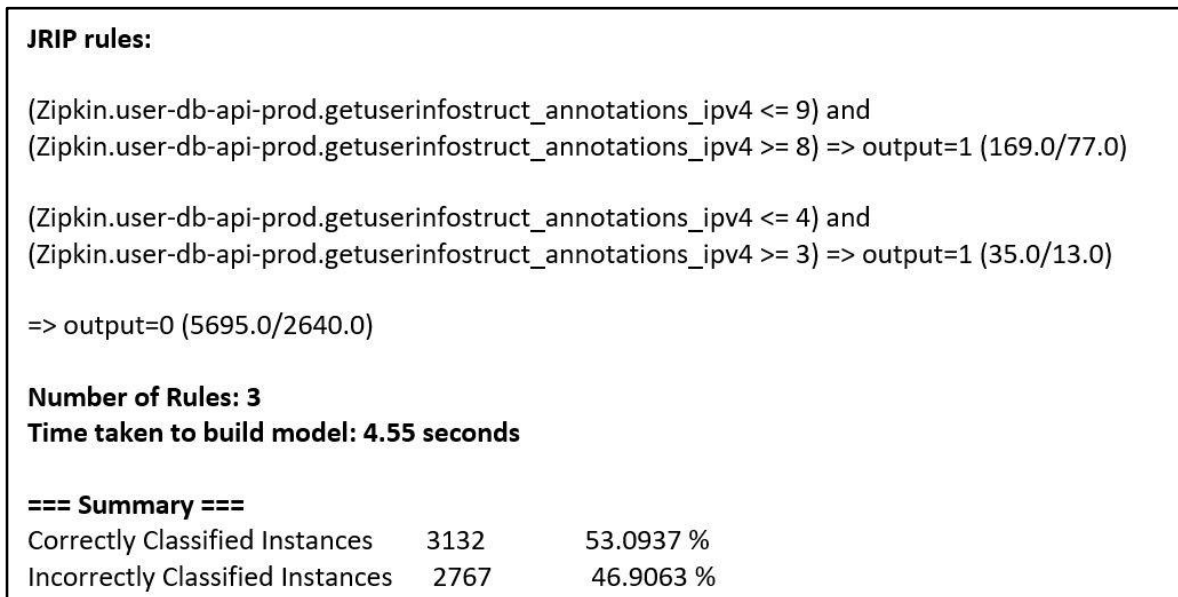 JRIP rules:
(Zipkin.user-db-api-prod.getuserinfostruct_annotations_ipv4 <= 9) and
(Zipkin.user-db-api-prod.getuserinfostruct_annotations_ipv4 >= 8) => output=1 (169.0/77.0)
(Zipkin.user-db-api-prod.getuserinfostruct_annotations_ipv4 <= 4) and
(Zipkin.user-db-api-prod.getuserinfostruct_annotations_ipv4 >= 3) => output=1 (35.0/13.0)
=> output=0 (5695.0/2640.0)
Number of Rules: 3
Time taken to build model: 4.55 seconds
=== Summary ===
Correctly Classified Instances 3132 53.0937 %
Incorrectly Classified Instances 2767 46.9063 %